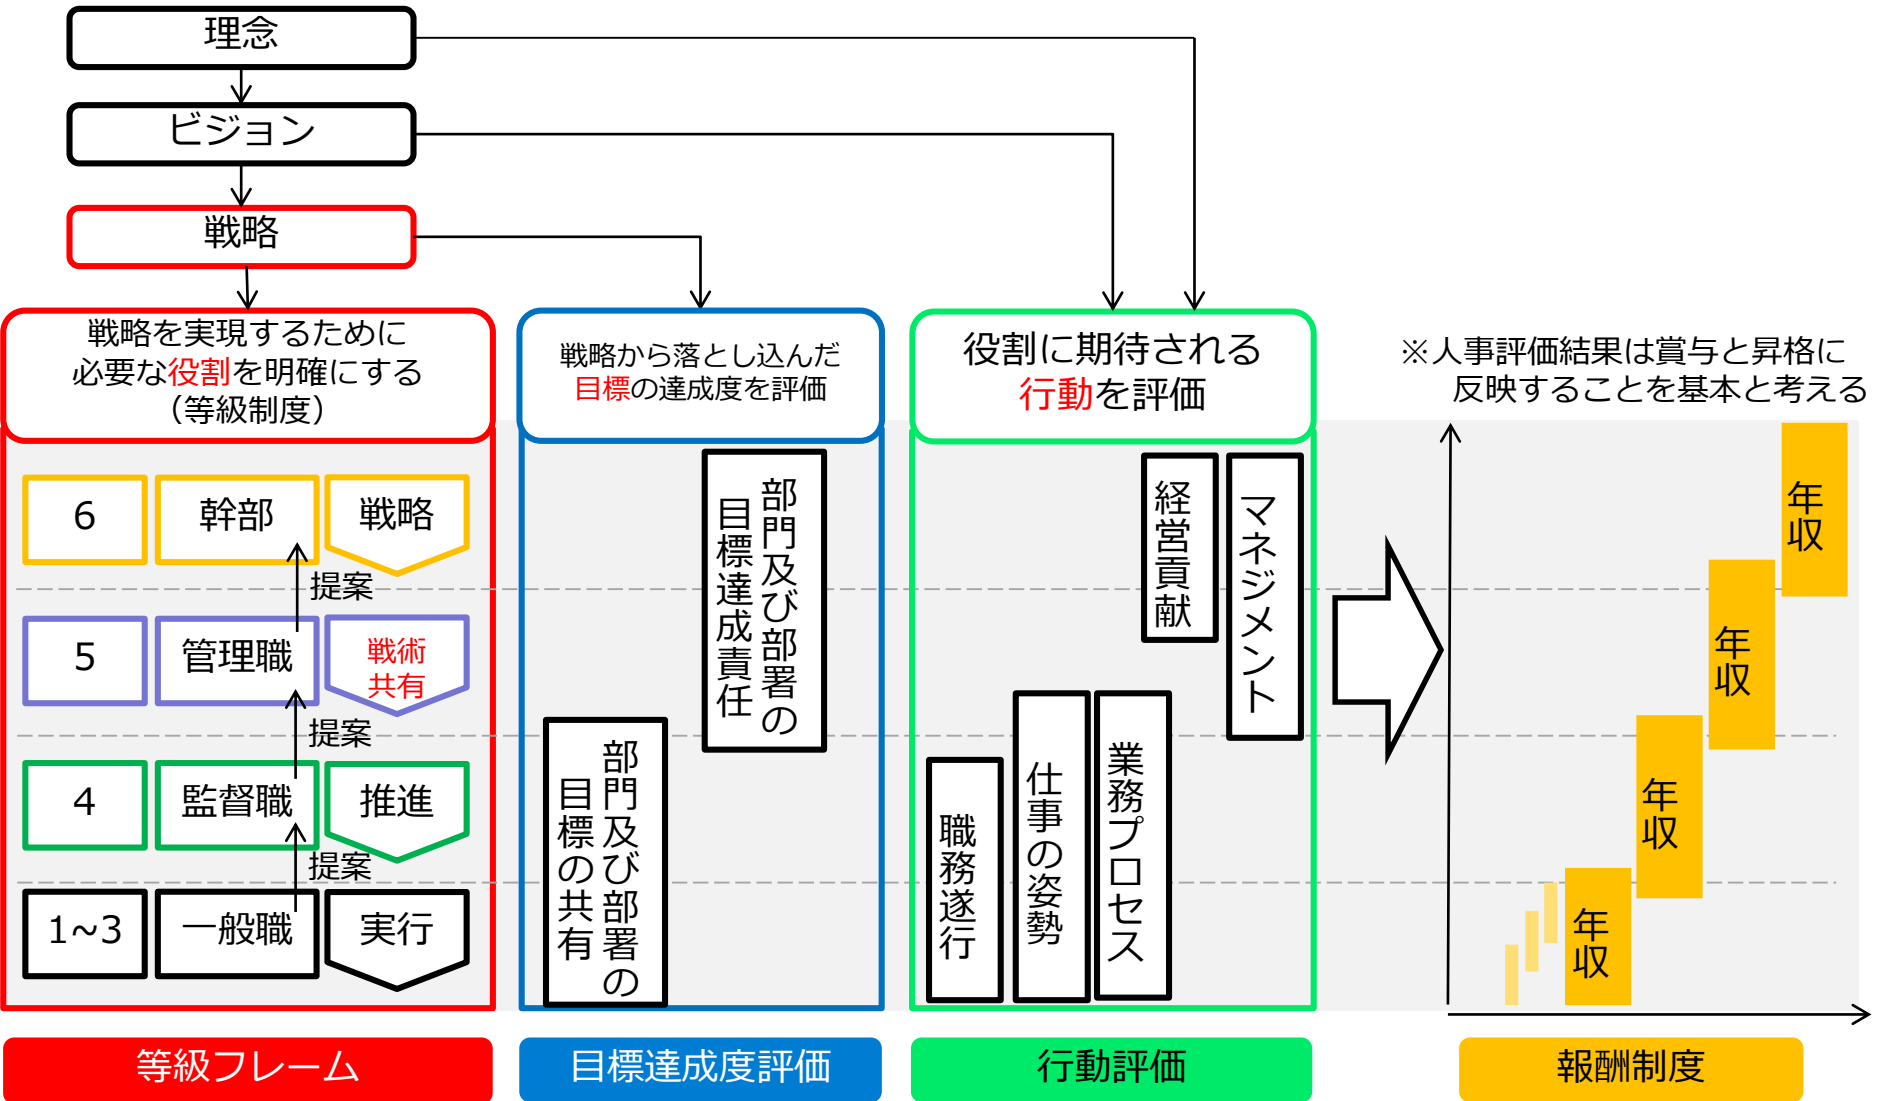 理念
ビジョン
戦略
戦略を実現するために
必要な役割を明確にする
（等級制度）
戦略から落とし込んだ
目標の達成度を評価
役割に期待される
行動を評価
※人事評価結果は賞与と昇格に
反映することを基本と考える
6
幹部
戦略
提案
5
管理職
戦術
共有
提案
4
監督職
推進
提案
1~3
一般職
実行
部門及び部署の
目標達成責任
部門及び部署の
目標の共有
経営貢献
マネジメント
職務遂行
仕事の姿勢
業務プロセス
年収
年収
年収
年収
等級フレーム
目標達成度評価
行動評価
報酬制度